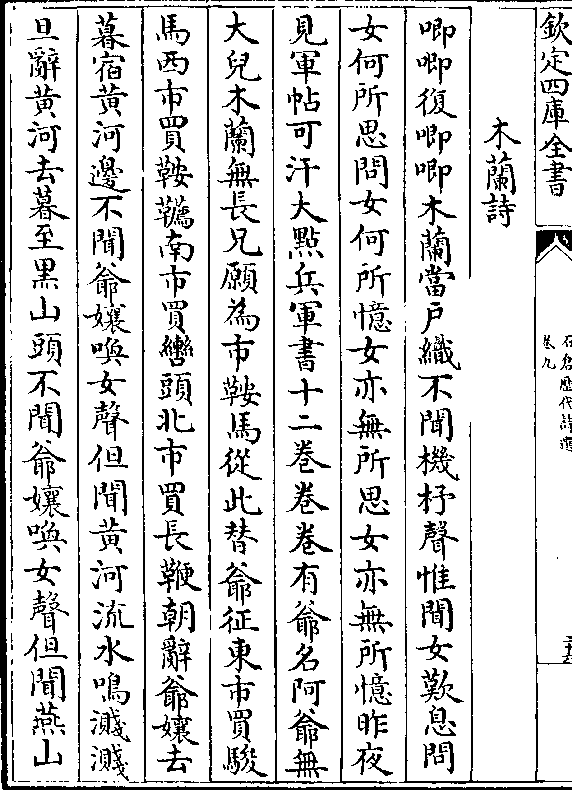 欽定四庫全書
石倉歷代詩選
卷九
木蘭詩
唧唧復唧唧木蘭當戶織不聞機杼聲惟聞女歎息問
女何所思問女何所憶女亦無所思女亦無所憶昨夜
見軍帖可汗大點兵軍書十二卷卷卷有爺名阿爺無
大兒木蘭無長兄願為市鞍馬從此替爺征東市買駿
馬西市買鞍韉南市買轡頭北市買長鞭朝辭爺孃去
暮宿黃河邊不聞爺孃喚女聲但聞黃河流水鳴濺濺
旦辭黃河去暮至黑山頭不聞爺孃喚女聲但聞燕山